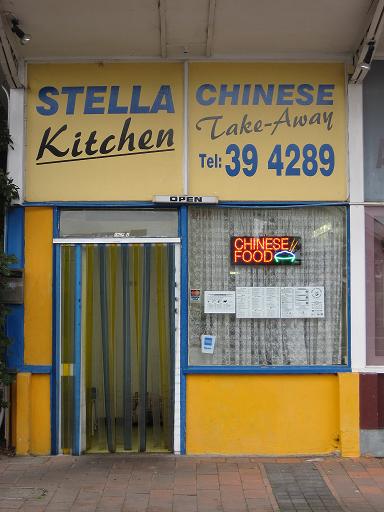 STELLA
Kitchen
CHINESE
Take-Away
Tel: 39 4289
OPEN
CHINESE
FOOD